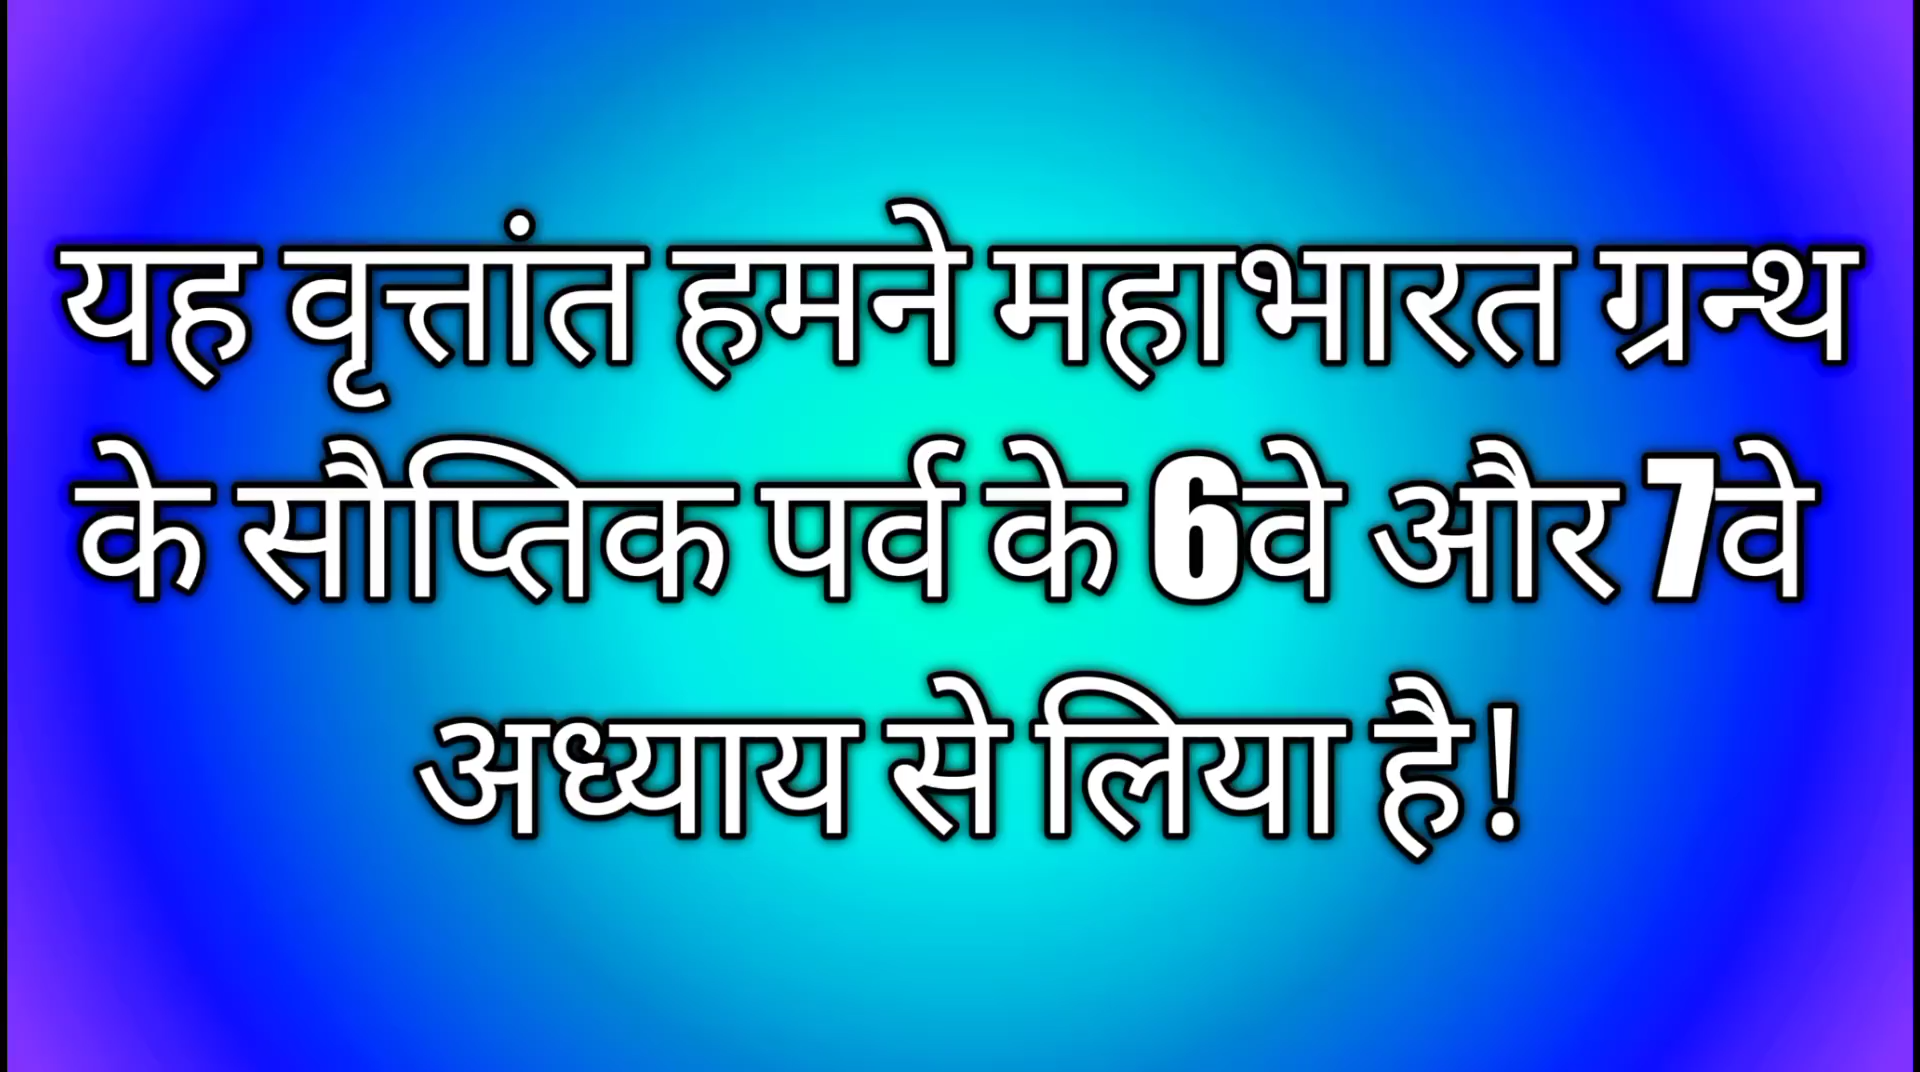 यह वृत्तांत हमने महाभारत ग्रन्थ
के सौप्तिक पर्व के 6वे और 7वे
अध्याय से लिया है!